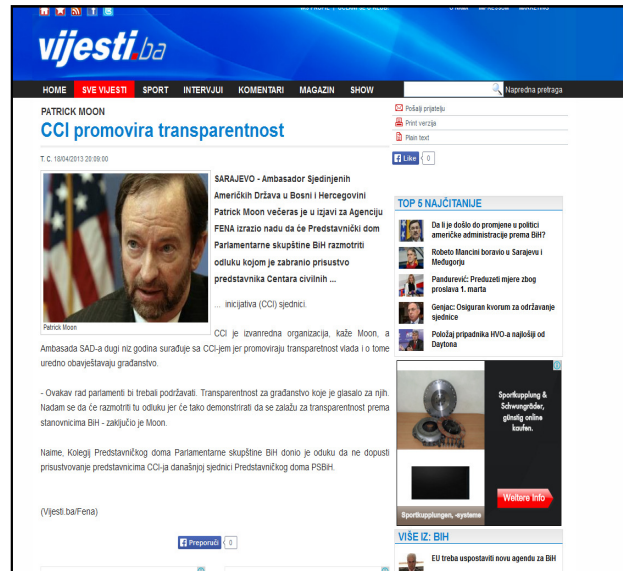 vijesti.ba
HOME SVE VIJESTI SPORT INTERVJUI KOMENTARI MAGAZIN SHOW
Napredna pretraga
PATRICK MOON
CCI promovira transparentnost
T. C. 18/04/2013 20:09:00
SARAJEVO - Ambasador Sjedinjenih
Američkih Država u Bosni i Hercegovini
Patrick Moon večeras je u izjavi za Agenciju
FENA izrazio nadu da će Predstavnički dom
Parlamentarne skupštine BiH razmotriti
odluku kojom je zabranio prisustvo
predstavnika Centara civilnih ...
... inicijativa (CCI) sjednici.
Patrick Moon
CCI je izvanredna organizacija, kaže Moon, a
Ambasada SAD-a dugi niz godina surađuje sa CCI-jem jer promoviraju transparetnost vlada i o tome
uredno obavještavaju građanstvo.
- Ovakav rad parlamenti bi trebali podržavati. Transparentnost za građanstvo koje je glasalo za njih.
Nadam se da će razmotriti tu odluku jer će tako demonstrirati da se zalažu za transparentnost prema
stanovnicima BiH - zaključio je Moon.
Naime, Kolegij Predstavničkog doma Parlamentarne skupštine BiH donio je oduku da ne dopusti
prisustvovanje predstavnicima CCI-ja današnjoj sjednici Predstavničkog doma PSBiH.
(Vijesti.ba/Fena)
Preporuči 0
Pošalji prijatelju
Print verzija
Plain text
Like 0
TOP 5 NAJČITANIJE
Da li je došlo do promjene u politici
američke administracije prema BiH?
Robeto Mancini boravio u Sarajevu i
Međugorju
Pandurević: Preduzeti mjere zbog
proslava 1. marta
Genjac: Osiguran kvorum za održavanje
sjednice
Položaj pripadnika HVO-a najlošiji od
Daytona
Sportkupplung &
Schwungräder,
günstig online
kaufen.
Weitere Info
Sportkupplungen, -systeme
VIŠE IZ: BIH
EU treba uspostaviti novu agendu za BiH